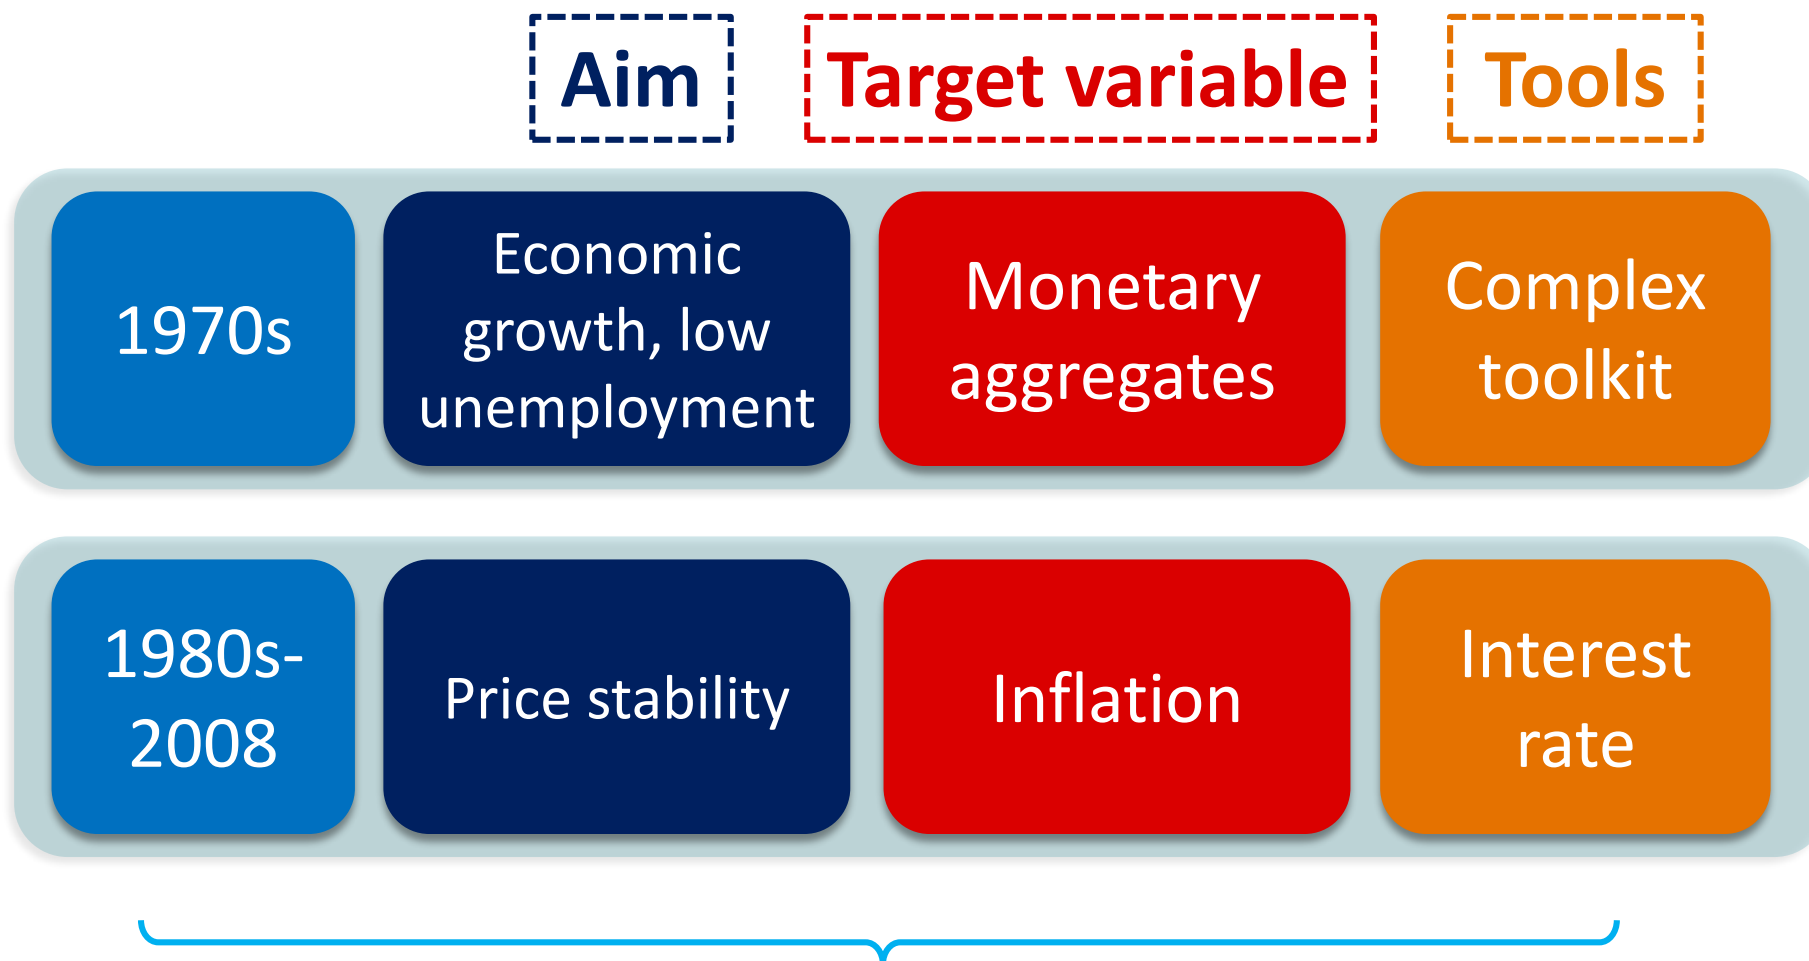 Aim
Target variable
Tools
1970s
Economic
growth, low
unemployment
Monetary
aggregates
Complex
toolkit
1980s-
2008
Price stability
Inflation
Interest
rate